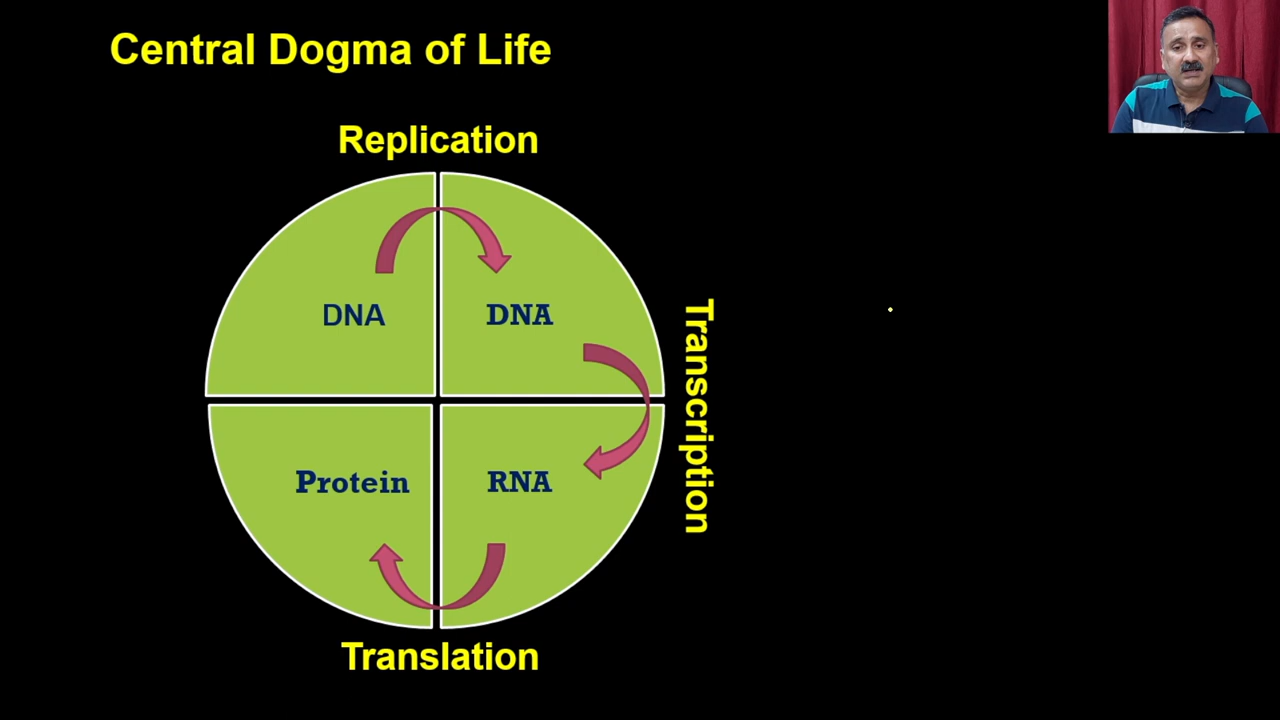 Central Dogma of Life
Replication
DNA
DNA
Transcription
Protein
RNA
Translation